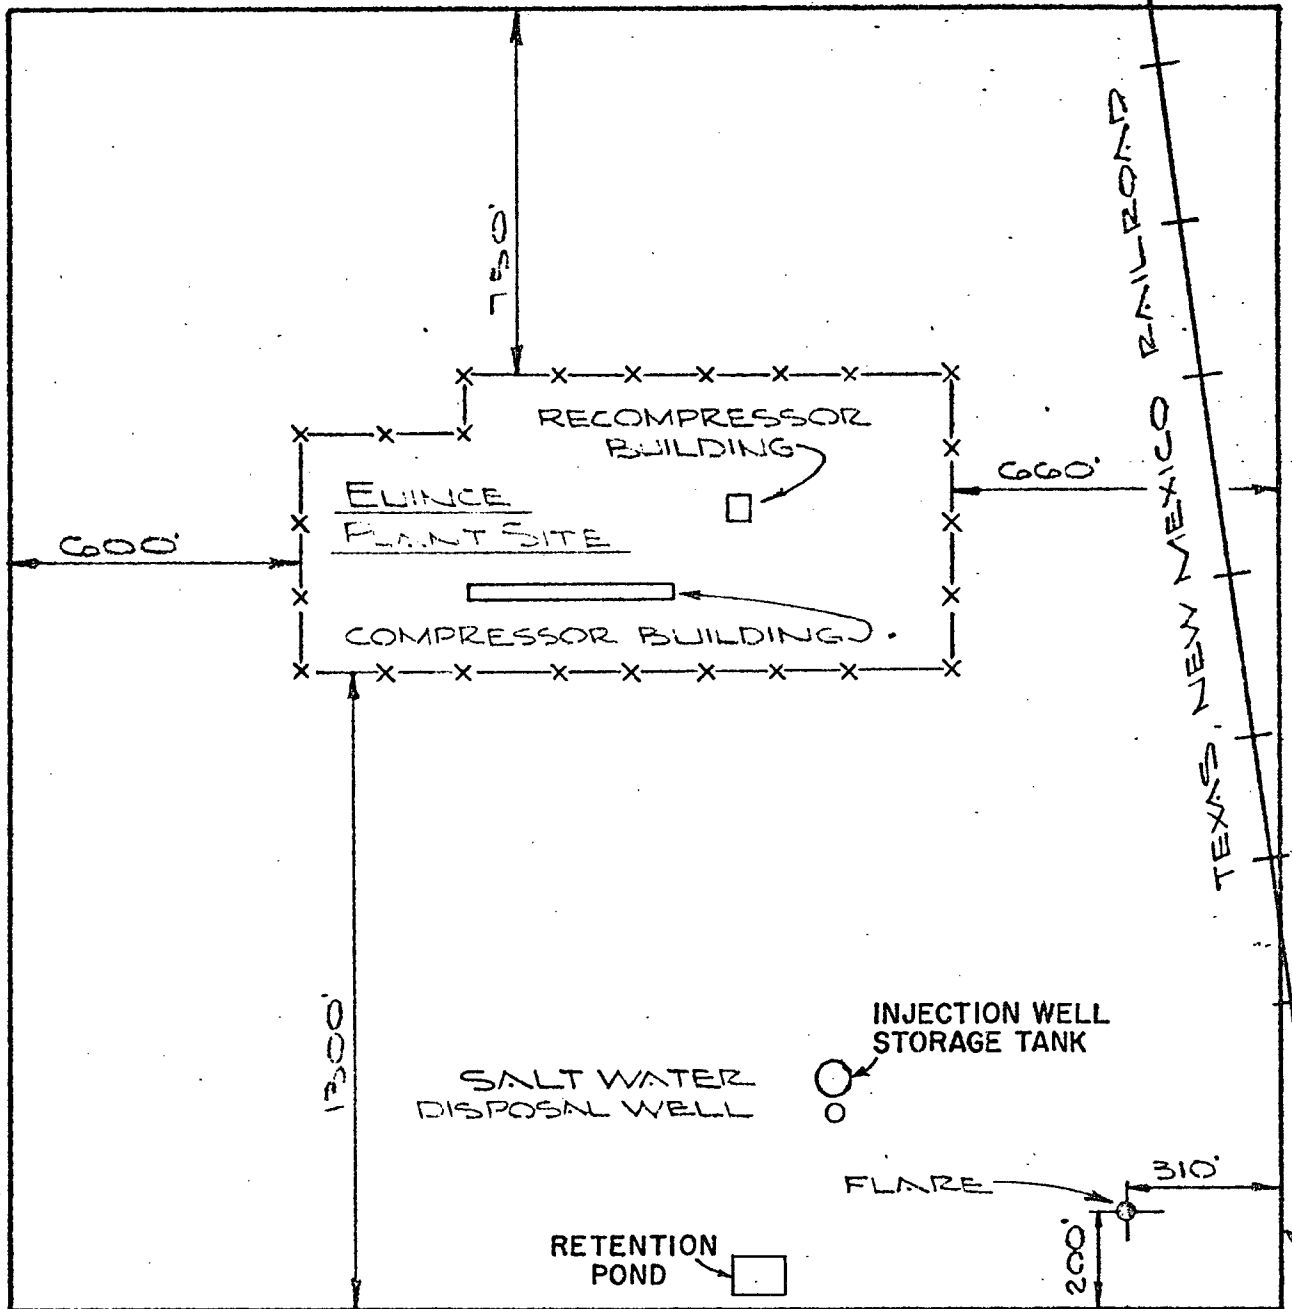 750'
TEXAS, NEW MEXICO RAILROAD
RECOMPRESSOR
BUILDING
EUNICE
PLANT SITE
660'
600'
COMPRESSOR BUILDING
1300'
INJECTION WELL
STORAGE TANK
SALT WATER
DISPOSAL WELL
FLARE
310'
200'
RETENTION
POND